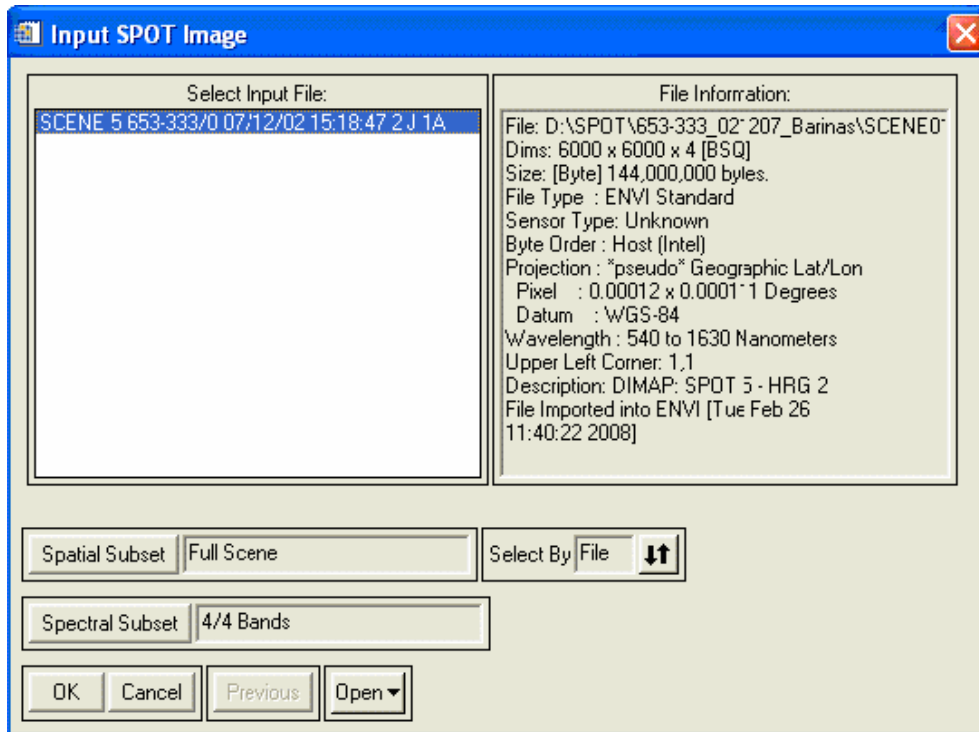 Input SPOT Image
Select Input File:
SCENE 5 653-333/0 07/12/02 15:18:47 2 J 1A
File Information:
File: D:\SPOT\653-333_021207_Barinas\SCENE0
Dims: 6000 x 6000 x 4 [BSQ]
Size: [Byte] 144,000,000 bytes.
File Type : ENVI Standard
Sensor Type: Unknown
Byte Order : Host (Intel)
Projection : *pseudo* Geographic Lat/Lon
Pixel : 0.00012 x 0.00011 Degrees
Datum : WGS-84
Wavelength : 540 to 1630 Nanometers
Upper Left Corner: 1,1
Description: DIMAP: SPOT 5 - HRG 2
File Imported into ENVI [Tue Feb 26
11:40:22 2008]
Spatial Subset Full Scene Select By File
Spectral Subset 4/4 Bands
OK Cancel Previous Open